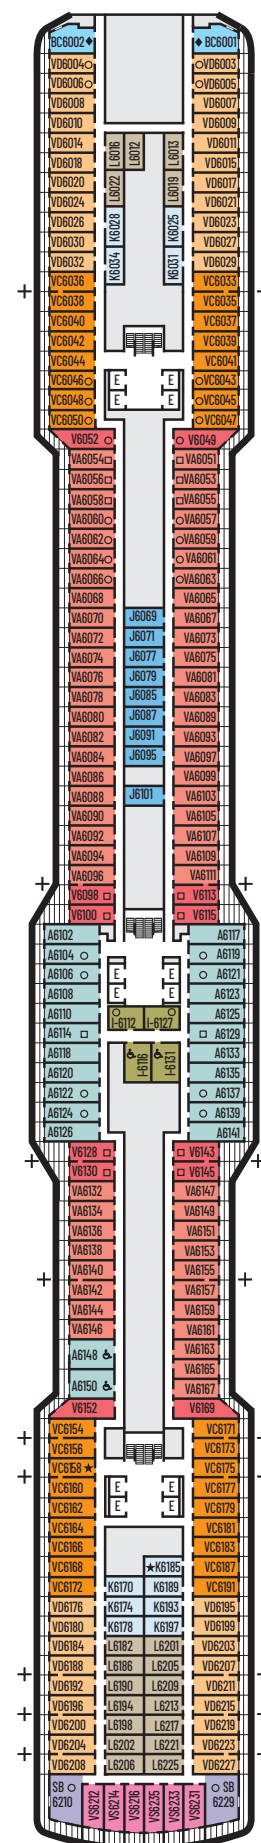 BC6002♦ ♦BC6001
VD6004○ ○VD6003
VD6006○ ○VD6005
VD6008 VD6007
VD6010 VD6009
VD6014 L6016 L6012 L6013 VD6011
VD6018 VD6015
VD6020 L6022 L6019 VD6017
VD6024 VD6021
VD6026 K6028 K6025 VD6023
VD6030 VD6027
VD6032 K6034 K6031 VD6029
VC6036 VC6033
VC6038 VC6035
VC6040 VC6037
VC6042 VC6039
VC6044 VC6041
VC6046○ E E ○VC6043
VC6048○ E E ○VC6045
VC6050○ ○VC6047
V6052 ○ ○ V6049
VA6054□ □VA6051
VA6056□ □VA6053
VA6058□ □VA6055
VA6060○ ○VA6057
VA6062○ ○VA6059
VA6064○ ○VA6061
VA6066○ ○VA6063
VA6068 VA6065
VA6070 J6069 VA6067
VA6072 J6071 VA6073
VA6074 J6077 VA6075
VA6076 J6079 VA6081
VA6078 J6085 VA6083
VA6080 J6087 VA6089
VA6082 J6091 VA6093
VA6084 J6095 VA6097
VA6086 VA6099
VA6088 J6101 VA6103
VA6090 VA6105
VA6092 VA6107
VA6094 VA6109
VA6096 VA6111
V6098 □ □ V6113
V6100 □ □ V6115
A6102 A6117
A6104 ○ ○ A6119
A6106 ○ E E ○ A6121
A6108 E E A6123
A6110 I-6112 ○ ○ I-6127 A6125
A6114 □ □ A6129
A6118 I-6116 ♿ ♿ I-6131 A6133
A6120 A6135
A6122 ○ ○ A6137
A6124 ○ ○ A6139
A6126 A6141
V6128 □ □ V6143
V6130 □ □ V6145
VA6132 VA6147
VA6134 VA6149
VA6136 VA6151
VA6138 VA6153
VA6140 VA6155
VA6142 VA6157
VA6144 VA6159
VA6146 VA6161
A6148 ♿ VA6163
VA6165
A6150 ♿ VA6167
V6152 V6169
VC6154 VC6171
VC6156 VC6173
VC6158★ VC6175
VC6160 E E VC6177
VC6162 E E VC6179
VC6164 VC6181
VC6166 VC6183
VC6168 ★K6185 VC6187
VC6172 K6170 K6189 VC6191
VD6176 K6174 K6193 VD6195
VD6180 K6178 K6197 VD6199
VD6184 L6182 L6201 VD6203
VD6188 L6186 L6205 VD6207
VD6192 L6190 L6209 VD6211
VD6196 L6194 L6213 VD6215
VD6200 L6198 L6217 VD6219
VD6204 L6202 L6221 VD6223
VD6208 L6206 L6225 VD6227
SB ○ ○ SB
6210 VS6212 VS6214 VS6216 VS6235 VS6233 VS6231 6229